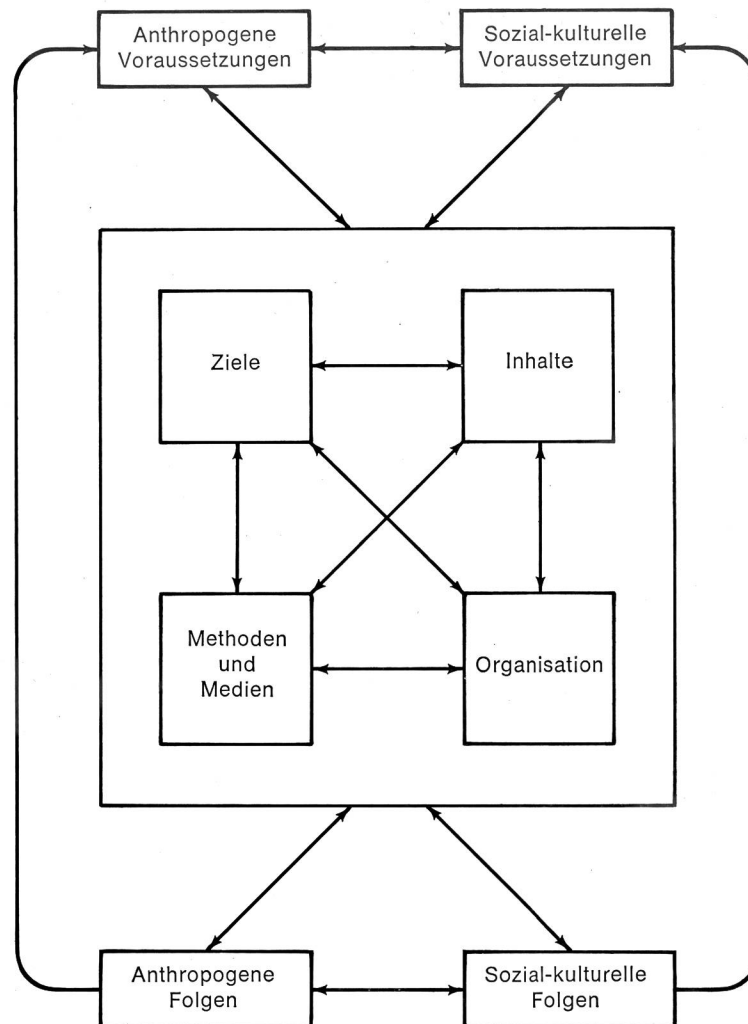 Anthropogene
Voraussetzungen
Sozial-kulturelle
Voraussetzungen
Ziele
Inhalte
Methoden
und
Medien
Organisation
Anthropogene
Folgen
Sozial-kulturelle
Folgen